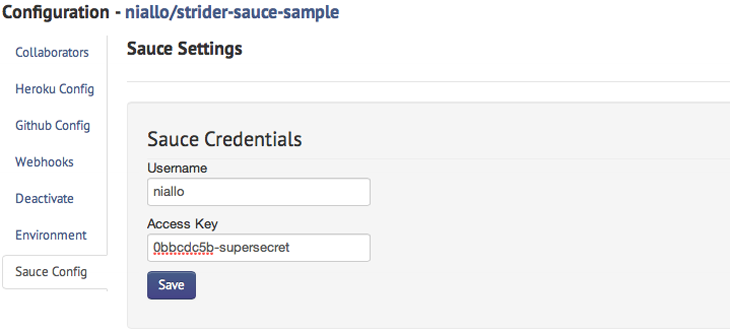 Configuration - niallo/strider-sauce-sample
Collaborators
Heroku Config
Github Config
Webhooks
Deactivate
Environment
Sauce Config
Sauce Settings
Sauce Credentials
Username
niallo
Access Key
0bbcdc5b-supersecret
Save